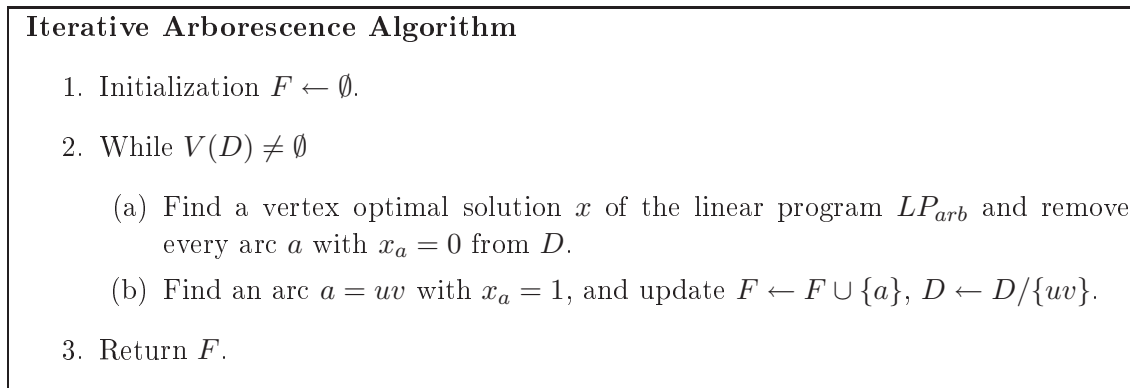 Iterative Arborescence Algorithm
1. Initialization F ← ∅.
2. While V(D) ≠ ∅
(a) Find a vertex optimal solution x of the linear program LP_arb and remove
every arc a with x_a = 0 from D.
(b) Find an arc a = uv with x_a = 1, and update F ← F ∪ {a}, D ← D/{uv}.
3. Return F.